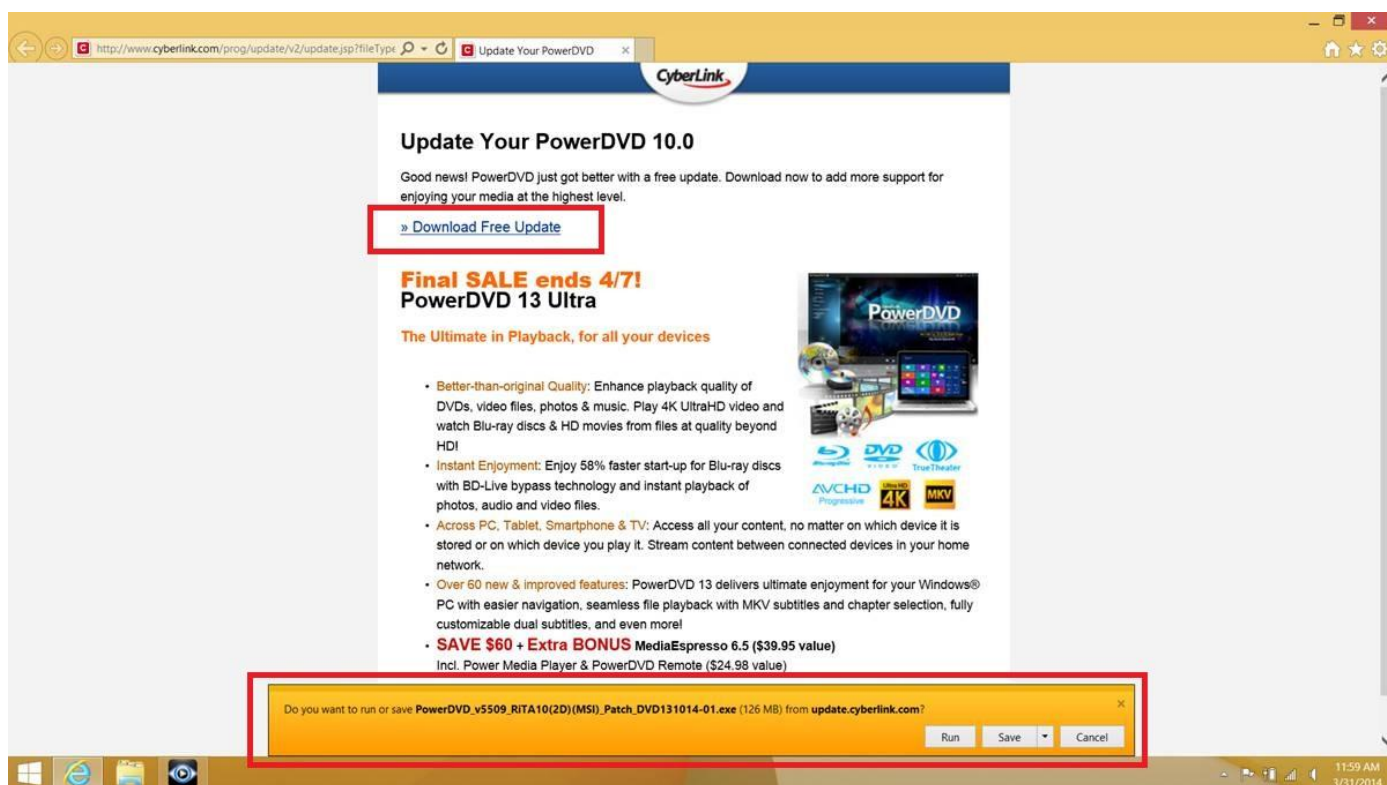 http://www.cyberlink.com/prog/update/v2/update.jsp?fileType
Update Your PowerDVD
CyberLink
Update Your PowerDVD 10.0
Good news! PowerDVD just got better with a free update. Download now to add more support for
enjoying your media at the highest level.
» Download Free Update
Final SALE ends 4/7!
PowerDVD 13 Ultra
The Ultimate in Playback, for all your devices
PowerDVD
• Better-than-original Quality: Enhance playback quality of
DVDs, video files, photos & music. Play 4K UltraHD video and
watch Blu-ray discs & HD movies from files at quality beyond
HD!
• Instant Enjoyment: Enjoy 58% faster start-up for Blu-ray discs
with BD-Live bypass technology and instant playback of
photos, audio and video files.
Blu-ray Disc
DVD
VIDEO
TrueTheater
AVCHD
Progressive
Ultra HD
4K
MKV
• Across PC, Tablet, Smartphone & TV: Access all your content, no matter on which device it is
stored or on which device you play it. Stream content between connected devices in your home
network.
• Over 60 new & improved features: PowerDVD 13 delivers ultimate enjoyment for your Windows®
PC with easier navigation, seamless file playback with MKV subtitles and chapter selection, fully
customizable dual subtitles, and even more!
• SAVE $60 + Extra BONUS MediaEspresso 6.5 ($39.95 value)
Incl. Power Media Player & PowerDVD Remote ($24.98 value)
Do you want to run or save PowerDVD_v5509_RiTA10(2D)(MSI)_Patch_DVD131014-01.exe (126 MB) from update.cyberlink.com?
Run
Save
Cancel
11:59 AM
3/31/2014